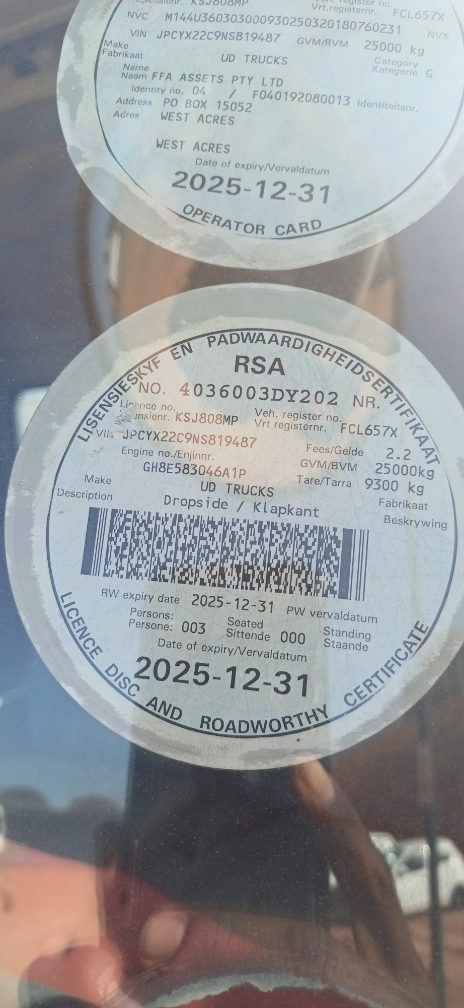 KSJ808MP
Vrt.registernr. FCL657X
NVC M144U3603030009302503201​80760231 NVK
VIN JPCYX22C9NS819487 GVM/BVM 25000 kg
Make
Fabrikaat UD TRUCKS Category
Kategorie G
Name
Naam FFA ASSETS PTY LTD
Identity no. 04 / F040192080013 Identiteitsnr.
Address PO BOX 15052
Adres WEST ACRES
WEST ACRES
Date of expiry/Vervaldatum
2025-12-31
OPERATOR CARD
LISENSIESKYF EN PADWAARDIGHEIDSERTIFIKAAT
RSA
NO. 4036003DY202 NR.
Licence no. Veh. register no.
KSJ808MP Vrt registernr. FCL657X
VIN JPCYX22C9NS819487 Fees/Gelde 2.2
Engine no./Enjinnr. GVM/BVM 25000kg
GH8E583046A1P Tare/Tarra 9300 kg
Make UD TRUCKS Fabrikaat
Description Dropside / Klapkant Beskrywing
RW expiry date 2025-12-31 PW vervaldatum
Persons: Seated Standing
Persone: 003 Sittende 000 Staande
Date of expiry/Vervaldatum
2025-12-31
LICENCE DISC AND ROADWORTHY CERTIFICATE